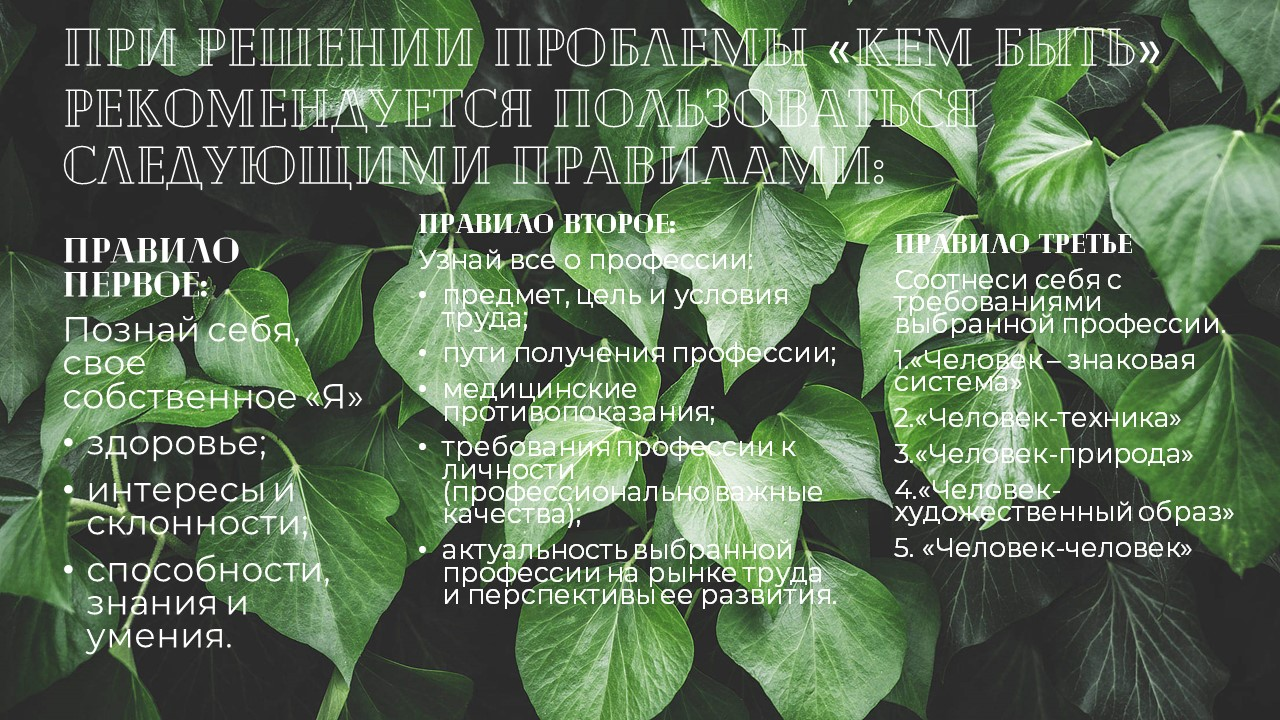 ПРИ РЕШЕНИИ ПРОБЛЕМЫ «КЕМ БЫТЬ»
РЕКОМЕНДУЕТСЯ ПОЛЬЗОВАТЬСЯ
СЛЕДУЮЩИМИ ПРАВИЛАМИ:
ПРАВИЛО
ПЕРВОЕ:
Познай себя,
свое
собственное «Я»
• здоровье;
• интересы и
склонности;
• способности,
знания и
умения.
ПРАВИЛО ВТОРОЕ:
Узнай все о профессии:
• предмет, цель и условия
труда;
• пути получения профессии;
• медицинские
противопоказания;
• требования профессии к
личности
(профессионально важные
качества);
• актуальность выбранной
профессии на рынке труда
и перспективы ее развития.
ПРАВИЛО ТРЕТЬЕ
Соотнеси себя с
требованиями
выбранной профессии.
1.«Человек – знаковая
система»
2.«Человек-техника»
3.«Человек-природа»
4.«Человек-
художественный образ»
5. «Человек-человек»